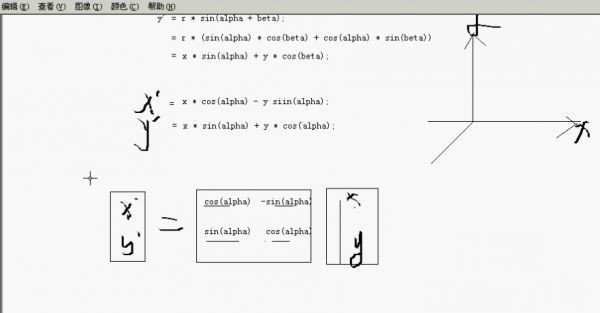 编辑(E) 查看(V) 图像(I) 颜色(C) 帮助(H)
y' = r * sin(alpha + beta);
= r * (sin(alpha) * cos(beta) + cos(alpha) * sin(beta))
= x * sin(alpha) + y * cos(beta);
x' = x * cos(alpha) - y siin(alpha);
y' = x * sin(alpha) + y * cos(alpha);
x
x' cos(alpha) -sin(alpha) x
=
y' sin(alpha) cos(alpha) y